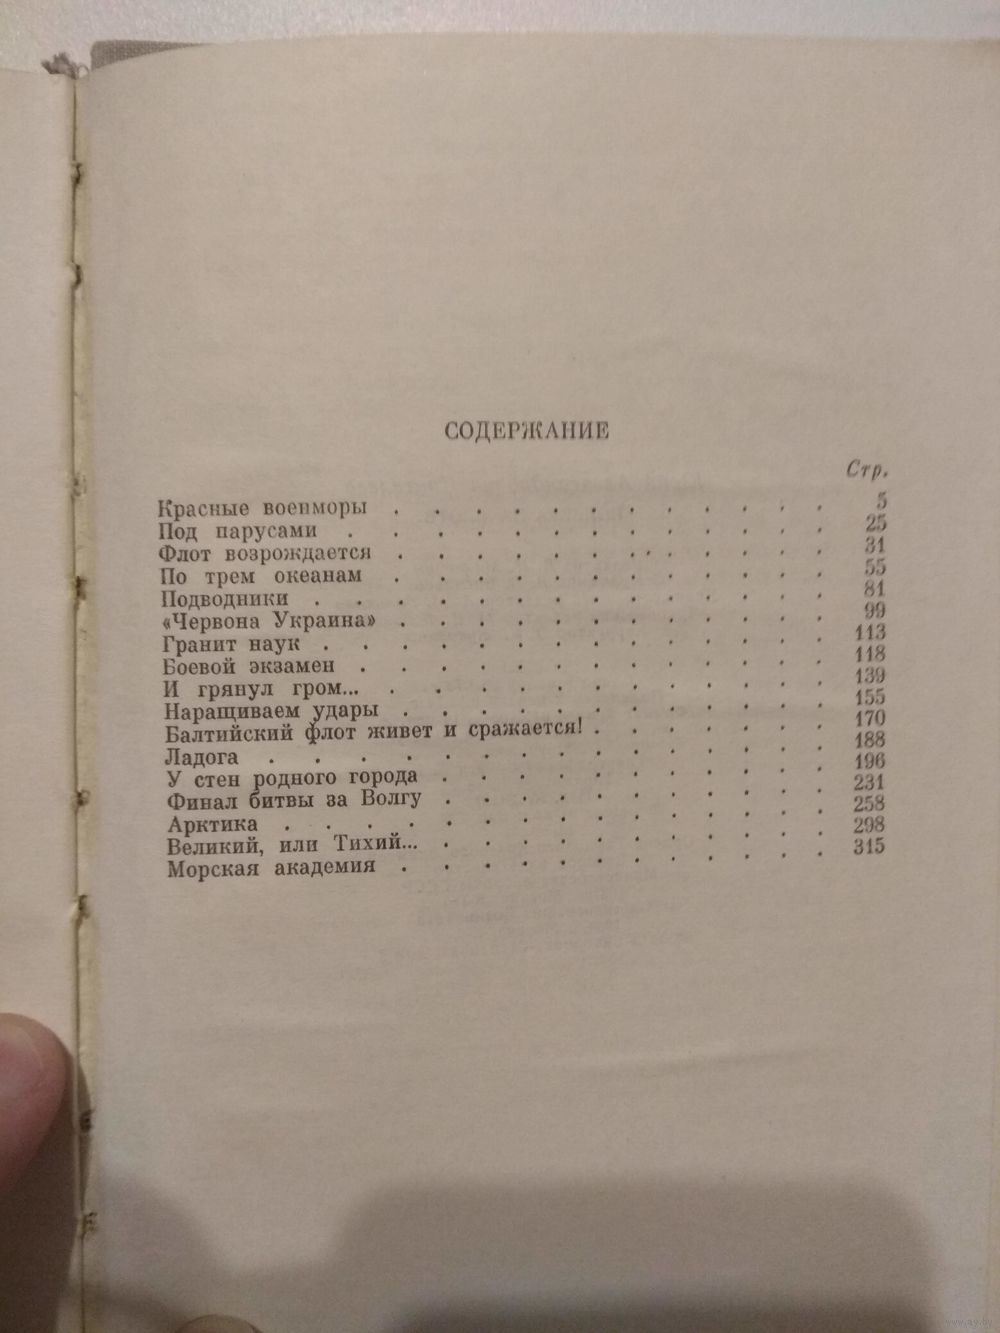 СОДЕРЖАНИЕ
Стр.
Красные военморы . . . . . . . . . . . . 5
Под парусами . . . . . . . . . . . . 25
Флот возрождается . . . . . . . . . . . . 31
По трем океанам . . . . . . . . . . . 55
Подводники . . . . . . . . . . . . . 81
«Червона Украина» . . . . . . . . . . . 99
Гранит наук . . . . . . . . . . . . . 113
Боевой экзамен . . . . . . . . . . . . 118
И грянул гром... . . . . . . . . . . . 139
Наращиваем удары . . . . . . . . . . . 155
Балтийский флот живет и сражается! . . . . . . 170
Ладога . . . . . . . . . . . . . . 188
У стен родного города . . . . . . . . . . 196
Финал битвы за Волгу . . . . . . . . . . 231
Арктика . . . . . . . . . . . . . 258
Великий, или Тихий... . . . . . . . . . . 298
Морская академия . . . . . . . . . . . 315
www.ay.by